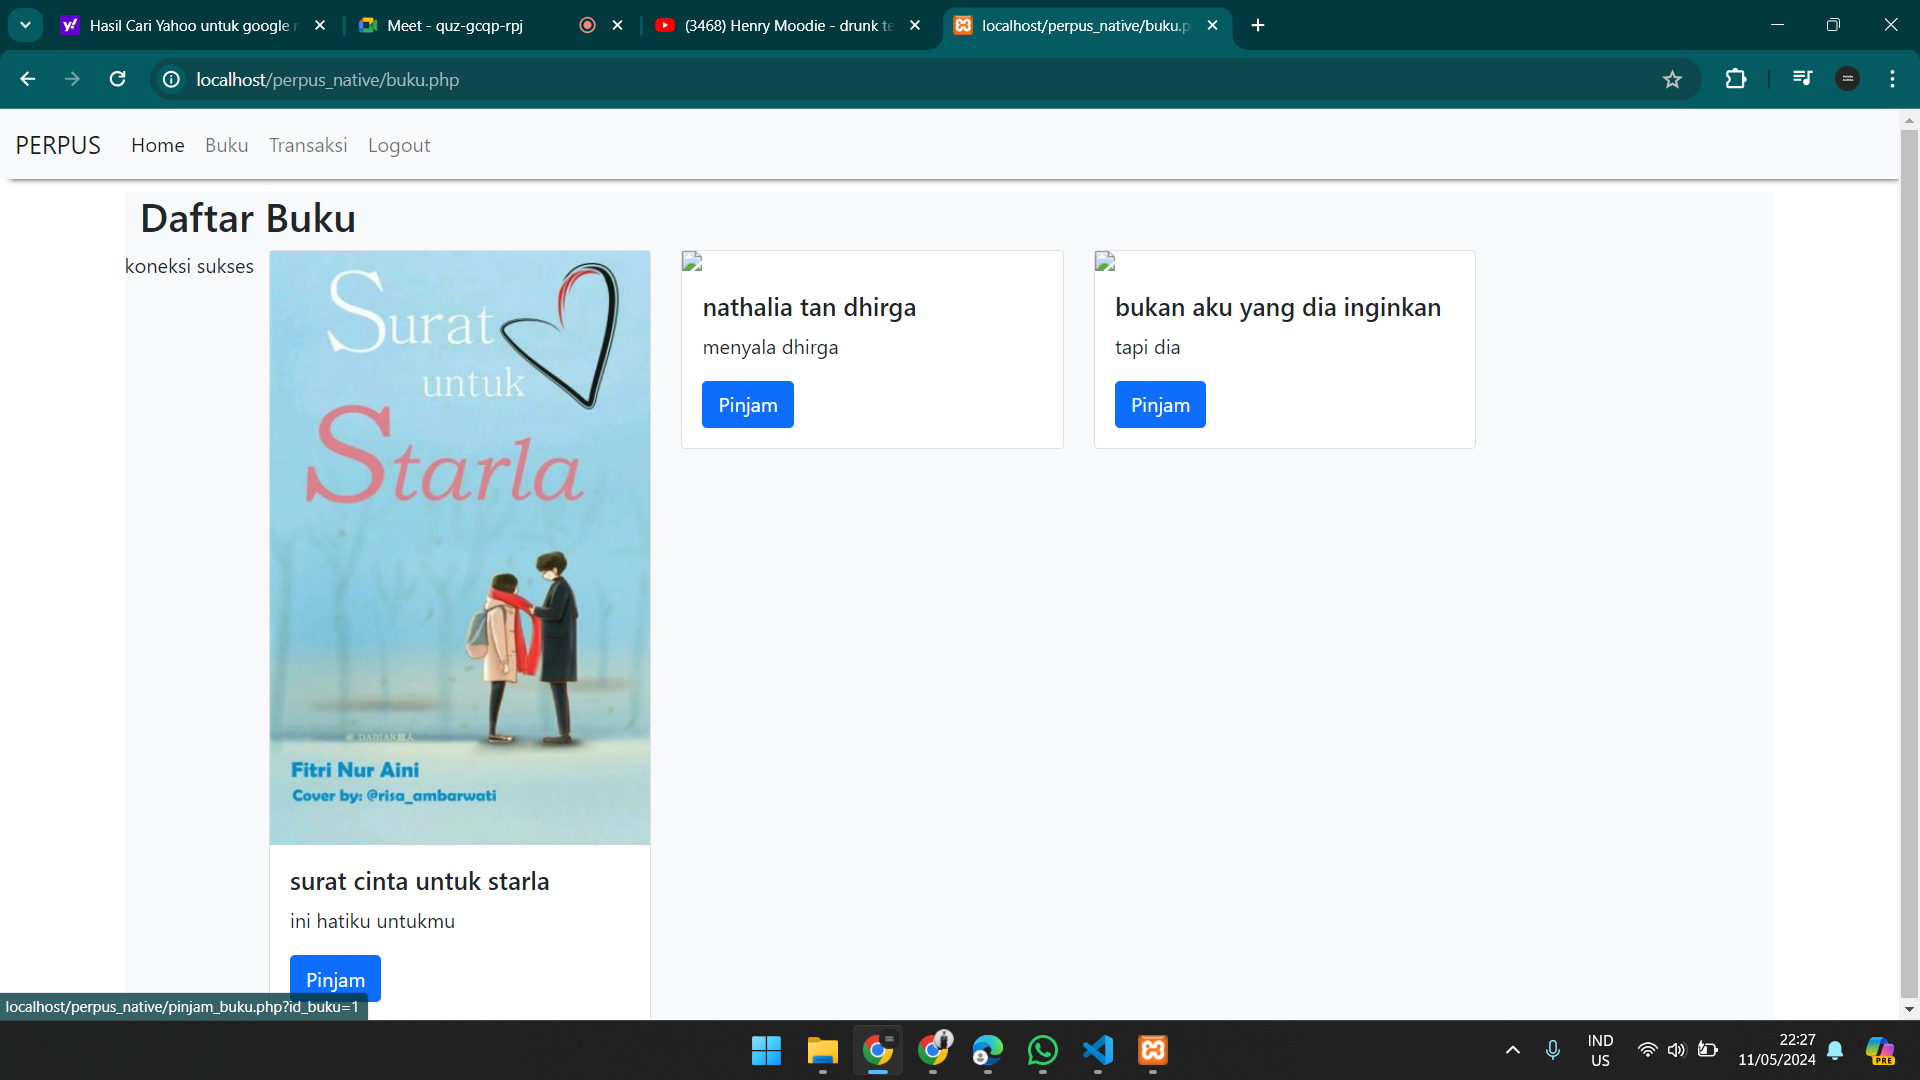 Hasil Cari Yahoo untuk google
Meet - quz-gcqp-rpj
(3468) Henry Moodie - drunk te
localhost/perpus_native/buku.p
localhost/perpus_native/buku.php
PERPUS Home Buku Transaksi Logout
Daftar Buku
koneksi sukses
Surat
untuk
Starla
Fitri Nur Aini
Cover by: @risa_ambarwati
surat cinta untuk starla
ini hatiku untukmu
Pinjam
nathalia tan dhirga
menyala dhirga
Pinjam
bukan aku yang dia inginkan
tapi dia
Pinjam
localhost/perpus_native/pinjam_buku.php?id_buku=1
IND
US
22:27
11/05/2024
PRE